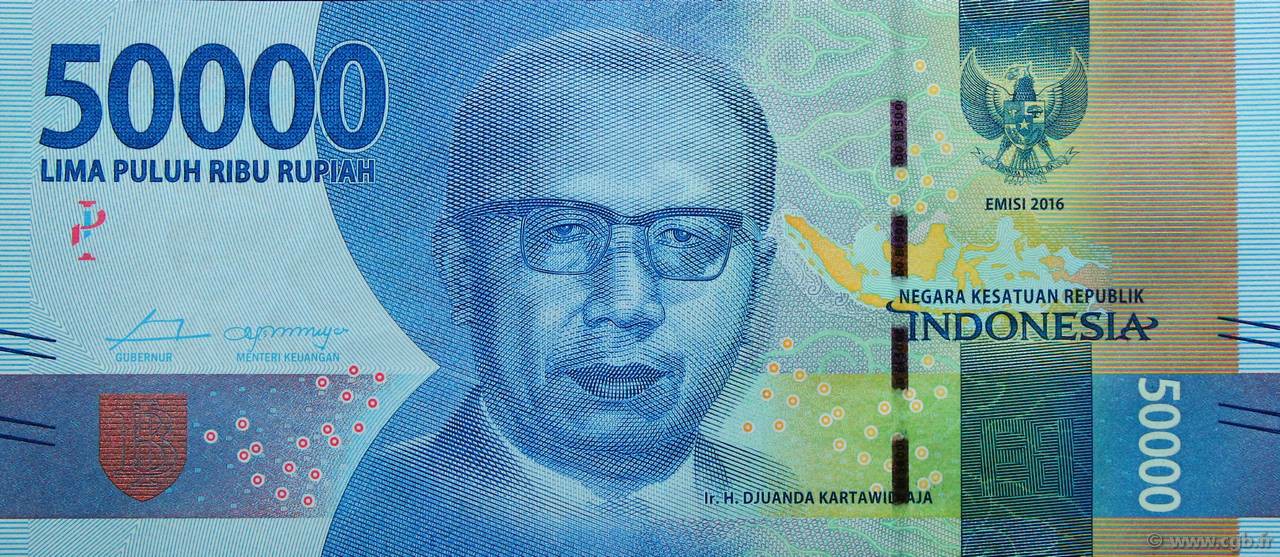 50000
LIMA PULUH RIBU RUPIAH
EMISI 2016
NEGARA KESATUAN REPUBLIK
INDONESIA
GUBERNUR
MENTERI KEUANGAN
50000
Ir. H. DJUANDA KARTAWIDJAJA
© www.cgb.fr